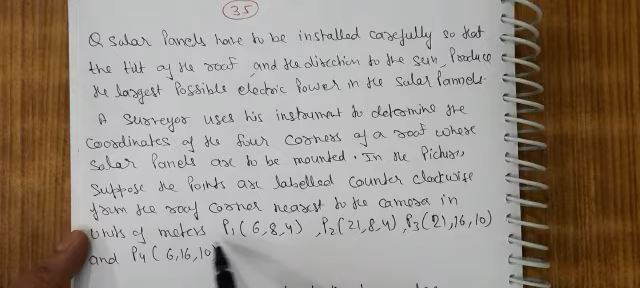 35
Q Solar Panels have to be installed carefully so that
the tilt of the roof, and the direction to the sun, Produce
the largest Possible electric Power in the Solar Pannels.
A Surveyor uses his instrument to determine the
Coordinates of the four Corners of a roof where
Solar Panels are to be mounted. In the Picture,
Suppose the Points are labelled Counter Clockwise
from the roof Corner nearest to the Camera in
units of meters P1(6,8,4), P2(21,8,4), P3(21,16,10)
and P4(6,16,10)